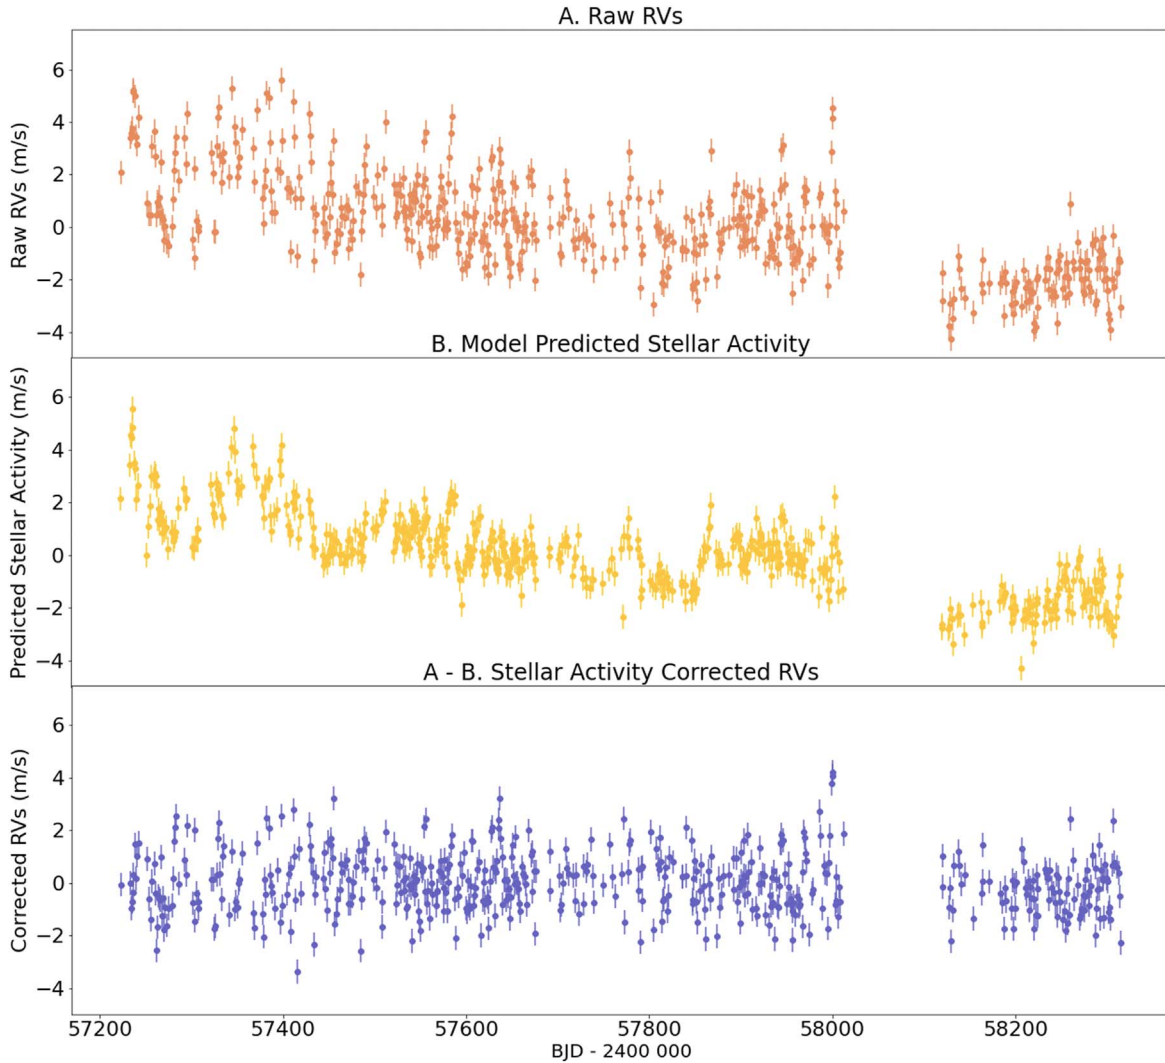 A. Raw RVs
Raw RVs (m/s)
6
4
2
0
−2
−4
B. Model Predicted Stellar Activity
Predicted Stellar Activity (m/s)
6
4
2
0
−2
−4
A - B. Stellar Activity Corrected RVs
Corrected RVs (m/s)
6
4
2
0
−2
−4
57200 57400 57600 57800 58000 58200
BJD - 2400 000